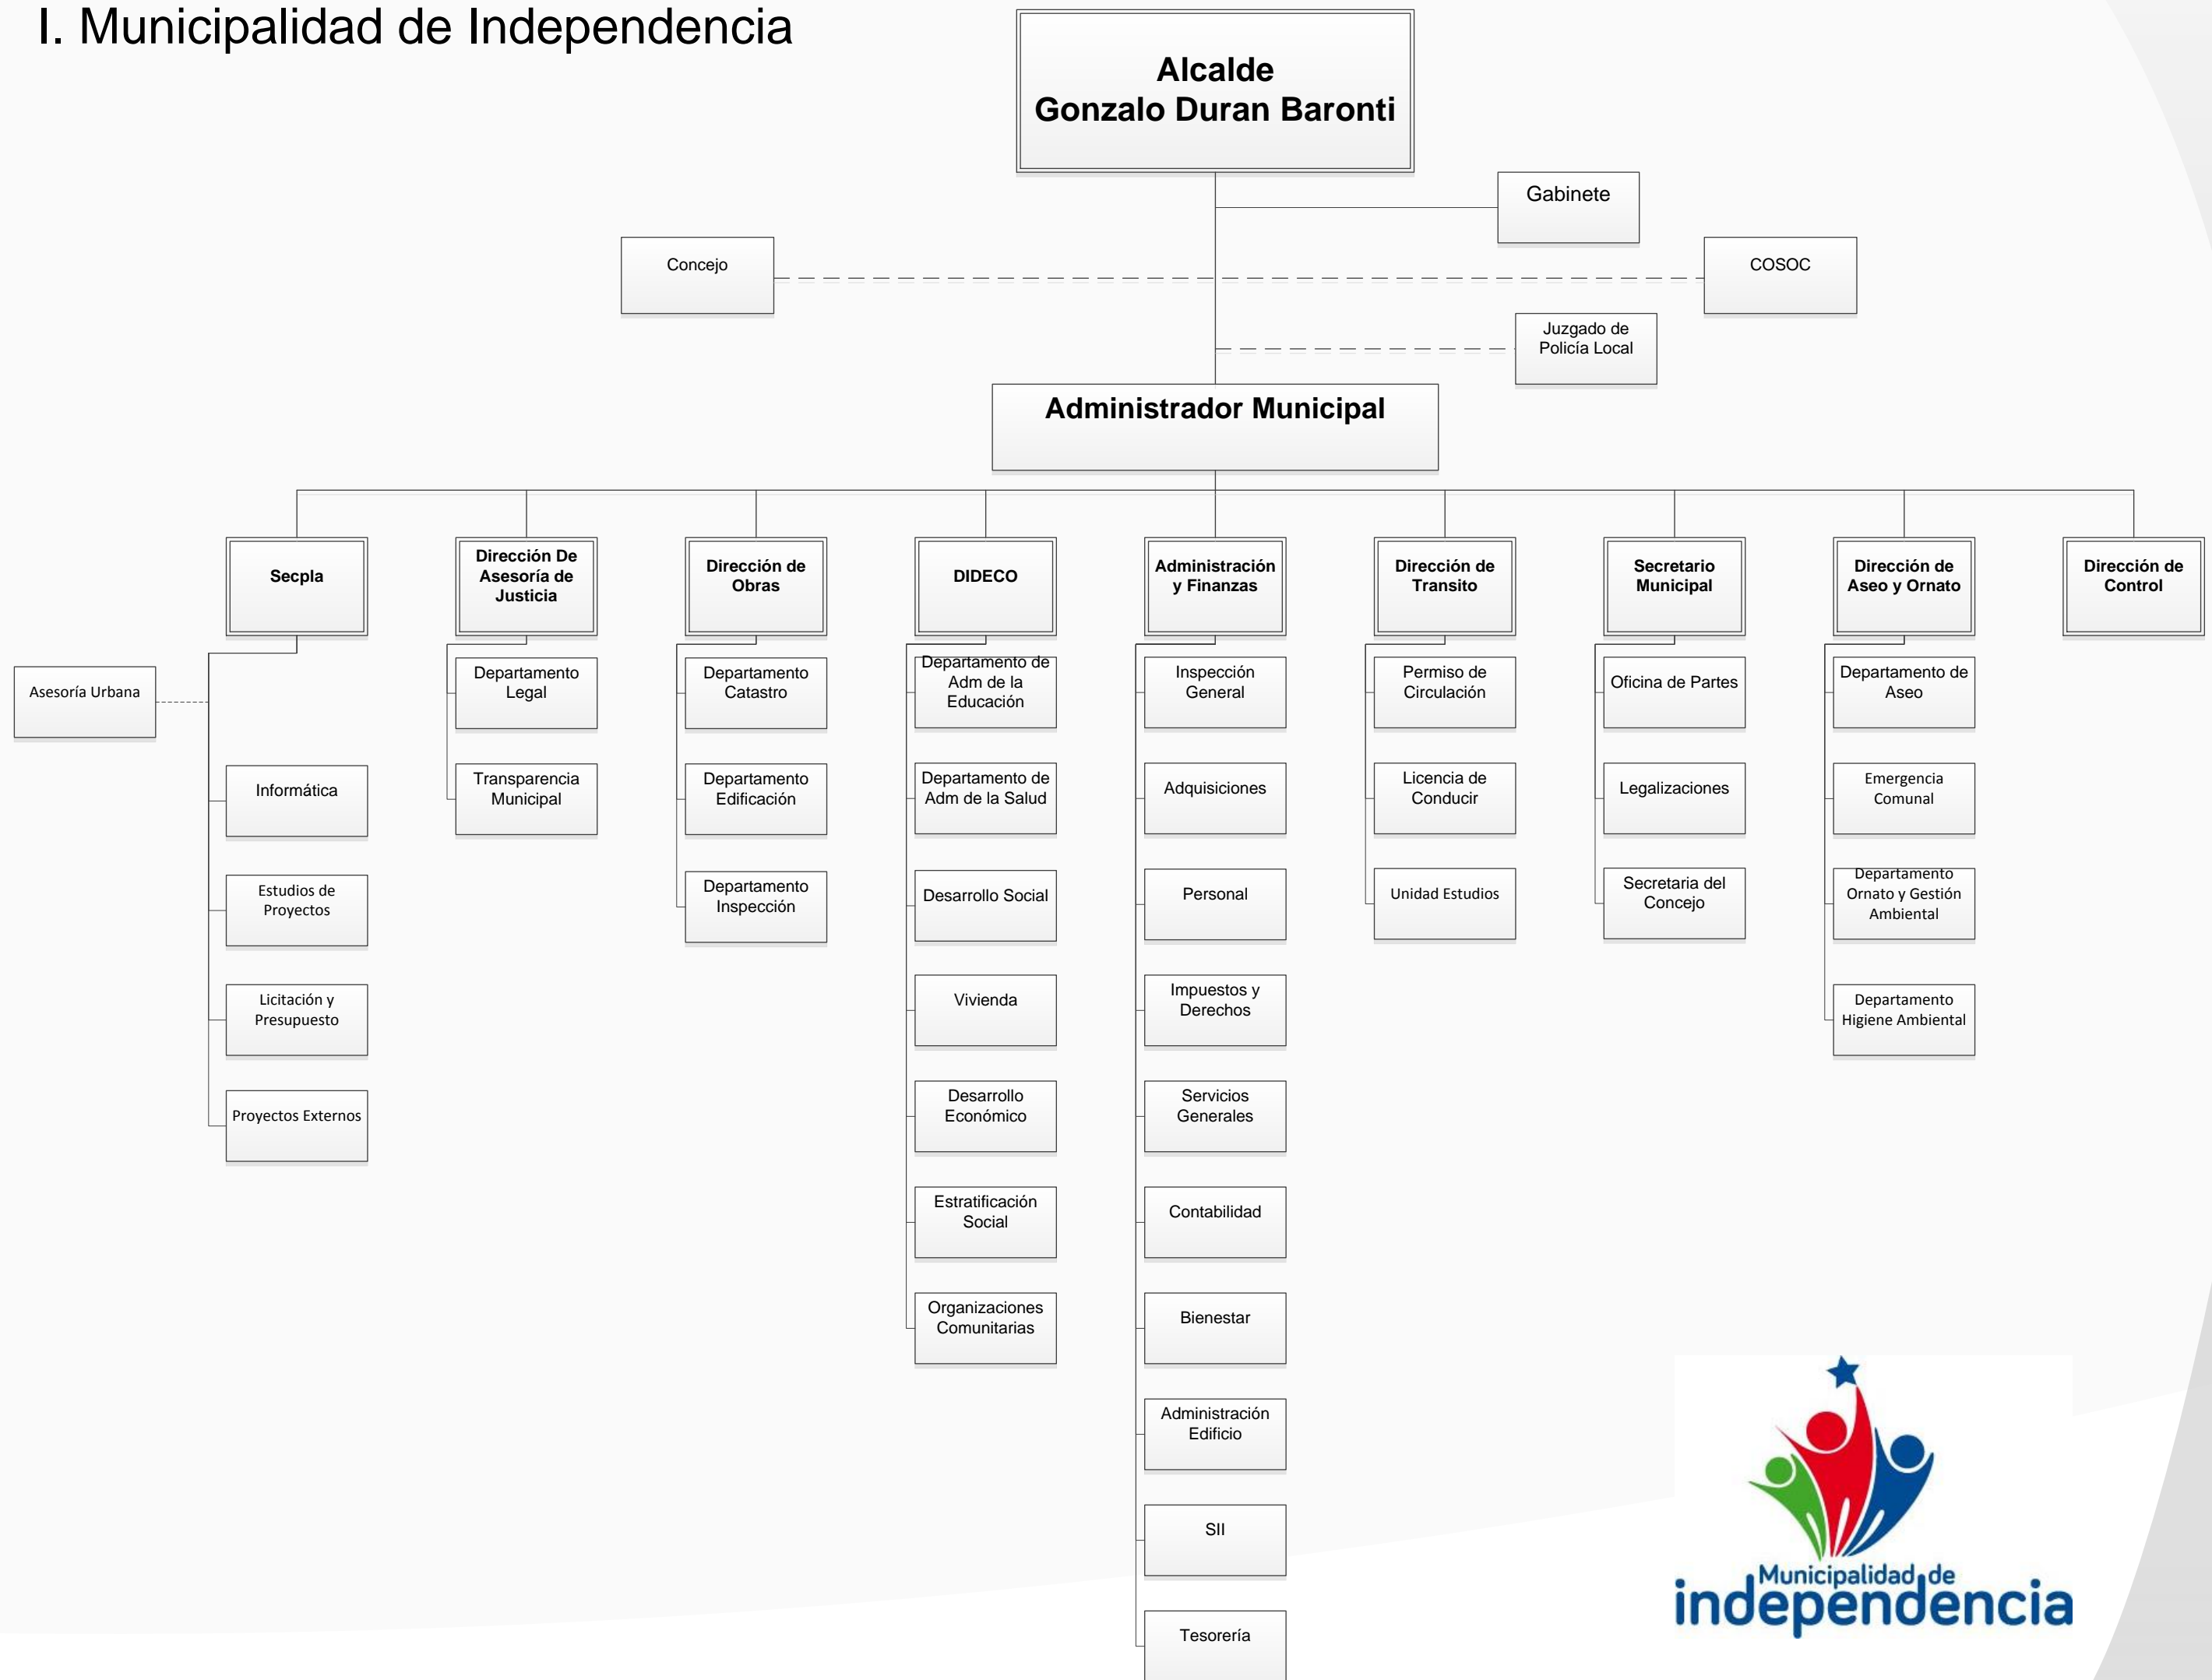 I. Municipalidad de Independencia
Alcalde
Gonzalo Duran Baronti
Gabinete
Concejo
COSOC
Juzgado de
Policía Local
Administrador Municipal
Secpla
Dirección De
Asesoría de
Justicia
Dirección de
Obras
DIDECO
Administración
y Finanzas
Dirección de
Transito
Secretario
Municipal
Dirección de
Aseo y Ornato
Dirección de
Control
Asesoría Urbana
Informática
Estudios de
Proyectos
Licitación y
Presupuesto
Proyectos Externos
Departamento
Legal
Transparencia
Municipal
Departamento
Catastro
Departamento
Edificación
Departamento
Inspección
Departamento de
Adm de la
Educación
Departamento de
Adm de la Salud
Desarrollo Social
Vivienda
Desarrollo
Económico
Estratificación
Social
Organizaciones
Comunitarias
Inspección
General
Adquisiciones
Personal
Impuestos y
Derechos
Servicios
Generales
Contabilidad
Bienestar
Administración
Edificio
SII
Tesorería
Permiso de
Circulación
Licencia de
Conducir
Unidad Estudios
Oficina de Partes
Legalizaciones
Secretaria del
Concejo
Departamento de
Aseo
Emergencia
Comunal
Departamento
Ornato y Gestión
Ambiental
Departamento
Higiene Ambiental
Municipalidad de
independencia